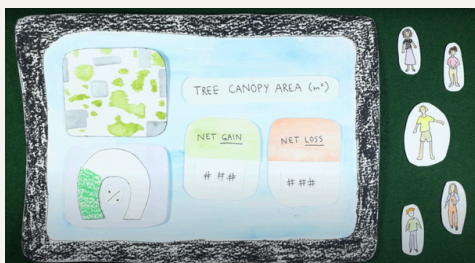 TREE CANOPY AREA (m²)
NET GAIN
# # #
NET LOSS
# # #
%